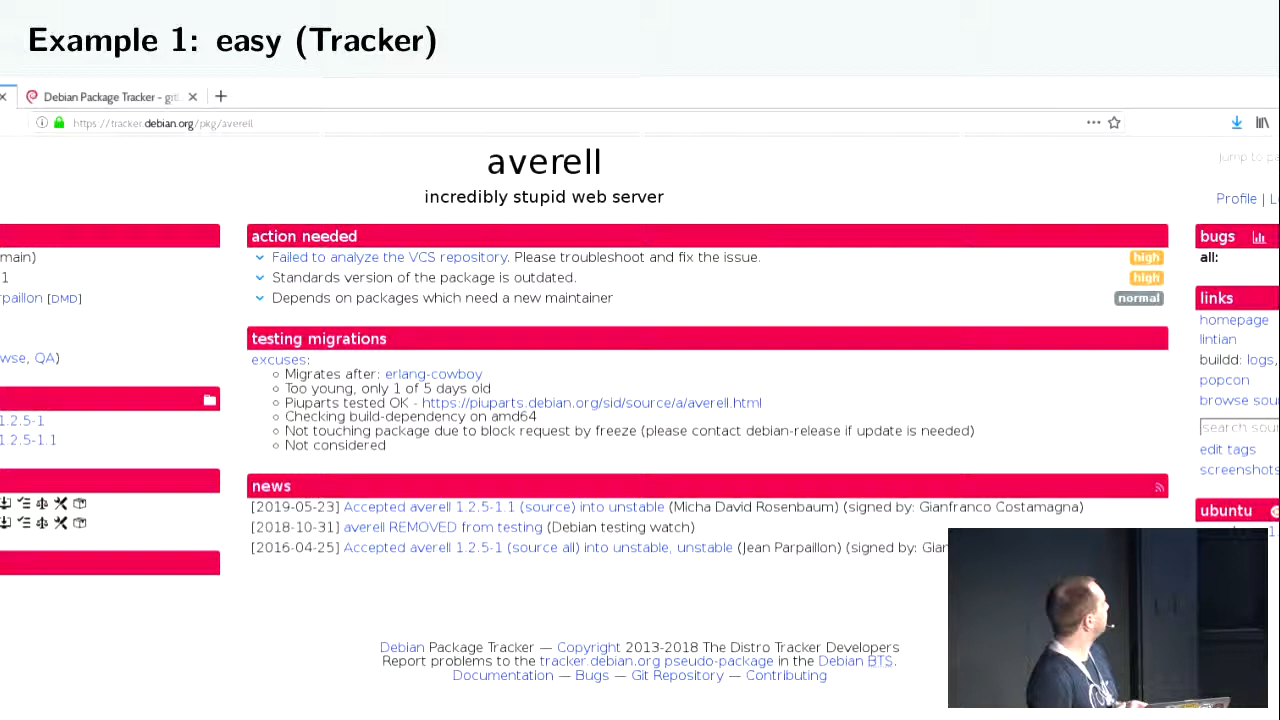 Example 1: easy (Tracker)
Debian Package Tracker - git
https://tracker.debian.org/pkg/averell
averell
incredibly stupid web server
Jump to pa
Profile | L
main)
1
rpaillon [DMD]
wse, QA)
1.2.5-1
1.2.5-1.1
action needed
Failed to analyze the VCS repository. Please troubleshoot and fix the issue. high
Standards version of the package is outdated. high
Depends on packages which need a new maintainer normal
testing migrations
excuses:
Migrates after: erlang-cowboy
Too young, only 1 of 5 days old
Piuparts tested OK - https://piuparts.debian.org/sid/source/a/averell.html
Checking build-dependency on amd64
Not touching package due to block request by freeze (please contact debian-release if update is needed)
Not considered
news
[2019-05-23] Accepted averell 1.2.5-1.1 (source) into unstable (Micha David Rosenbaum) (signed by: Gianfranco Costamagna)
[2018-10-31] averell REMOVED from testing (Debian testing watch)
[2016-04-25] Accepted averell 1.2.5-1 (source all) into unstable, unstable (Jean Parpaillon) (signed by: Gian
bugs
all:
links
homepage
lintian
buildd: logs,
popcon
browse sou
search sour
edit tags
screenshots
ubuntu
Debian Package Tracker — Copyright 2013-2018 The Distro Tracker Developers
Report problems to the tracker.debian.org pseudo-package in the Debian BTS.
Documentation — Bugs — Git Repository — Contributing